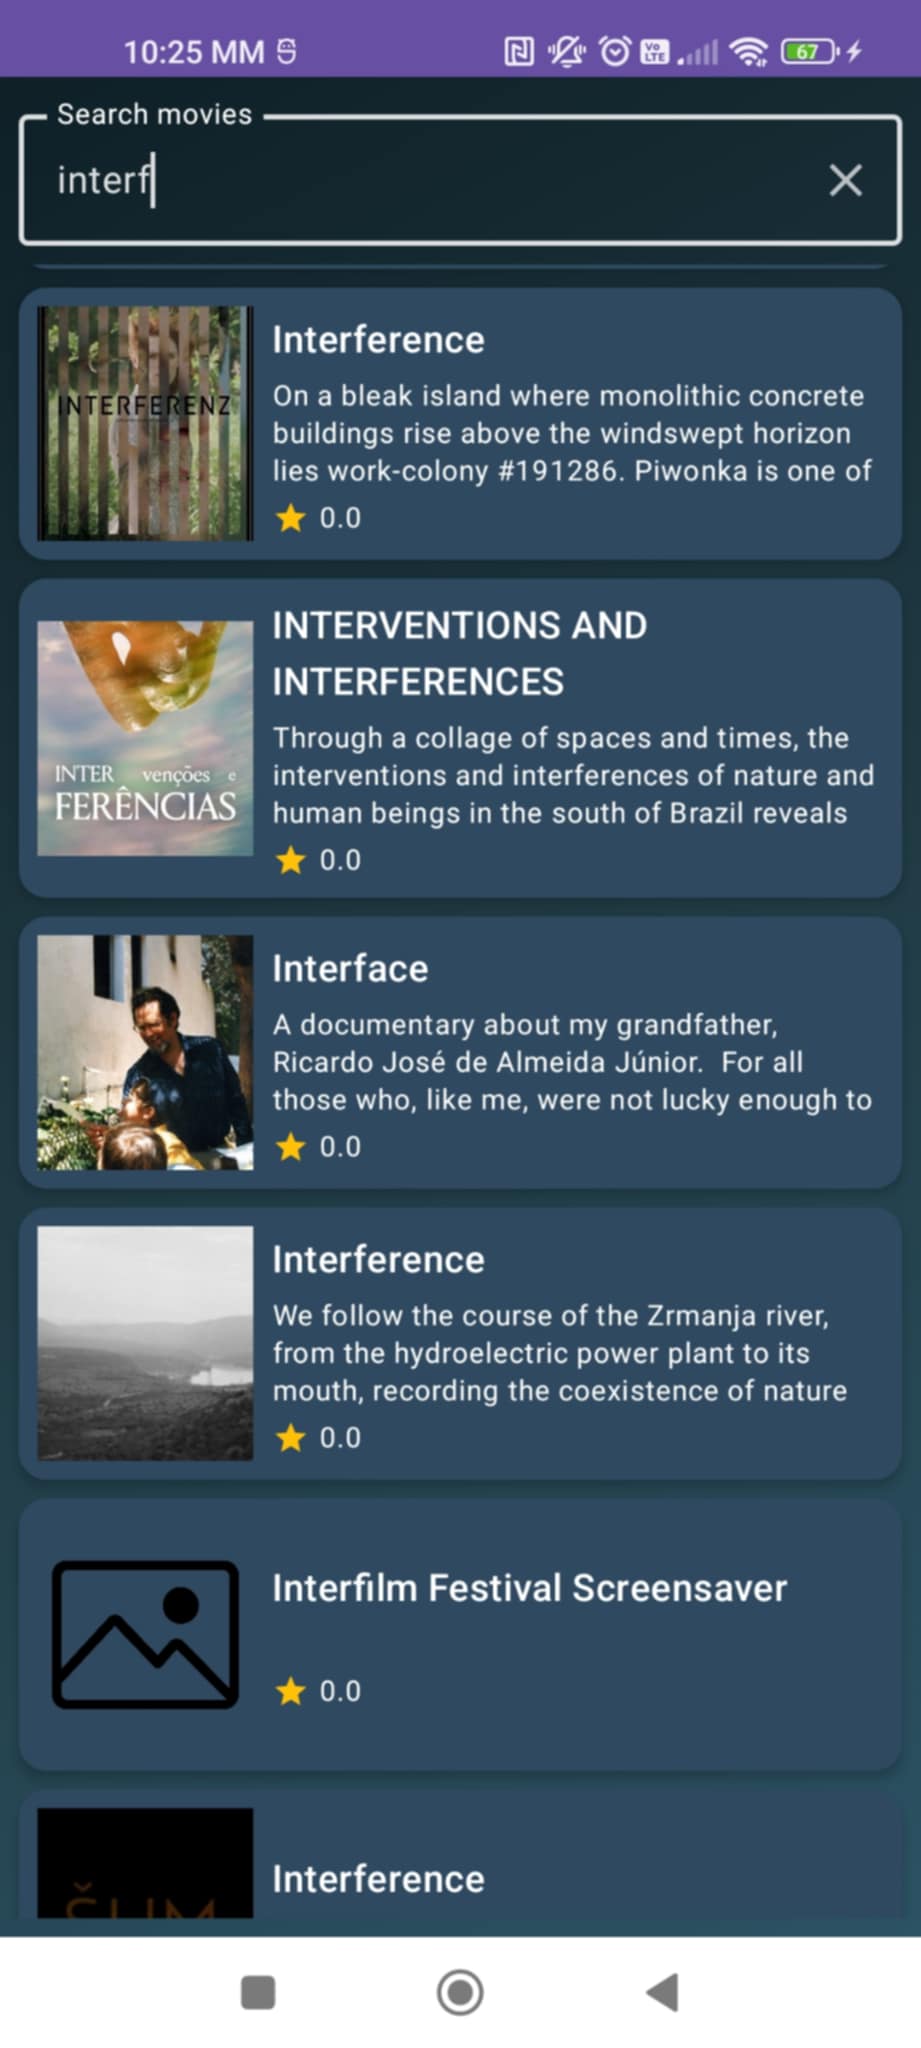 10:25 MM
VO
LTE
67
Search movies
interf
INTERFERENZ
Interference
On a bleak island where monolithic concrete
buildings rise above the windswept horizon
lies work-colony #191286. Piwonka is one of
0.0
INTER venções e
FERÊNCIAS
INTERVENTIONS AND
INTERFERENCES
Through a collage of spaces and times, the
interventions and interferences of nature and
human beings in the south of Brazil reveals
0.0
Interface
A documentary about my grandfather,
Ricardo José de Almeida Júnior.  For all
those who, like me, were not lucky enough to
0.0
Interference
We follow the course of the Zrmanja river,
from the hydroelectric power plant to its
mouth, recording the coexistence of nature
0.0
Interfilm Festival Screensaver
0.0
ŠUM
Interference